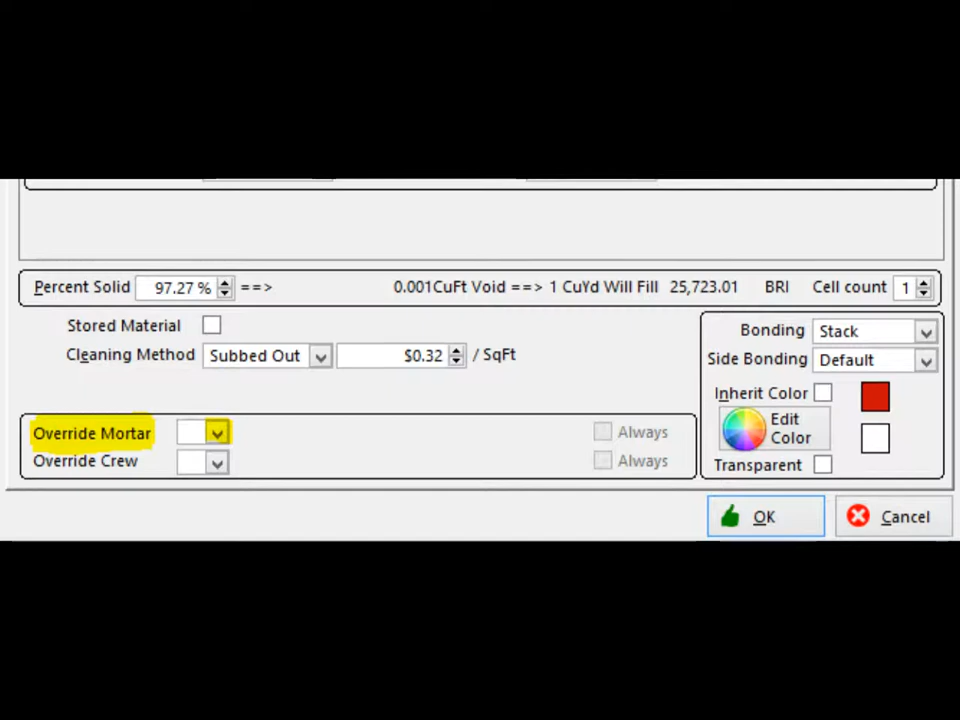 Percent Solid 97.27 % ==> 0.001CuFt Void ==> 1 CuYd Will Fill 25,723.01 BRI Cell count 1
Stored Material
Cleaning Method Subbed Out $0.32 / SqFt
Override Mortar Always
Override Crew Always
Bonding Stack
Side Bonding Default
Inherit Color
Edit
Color
Transparent
OK Cancel